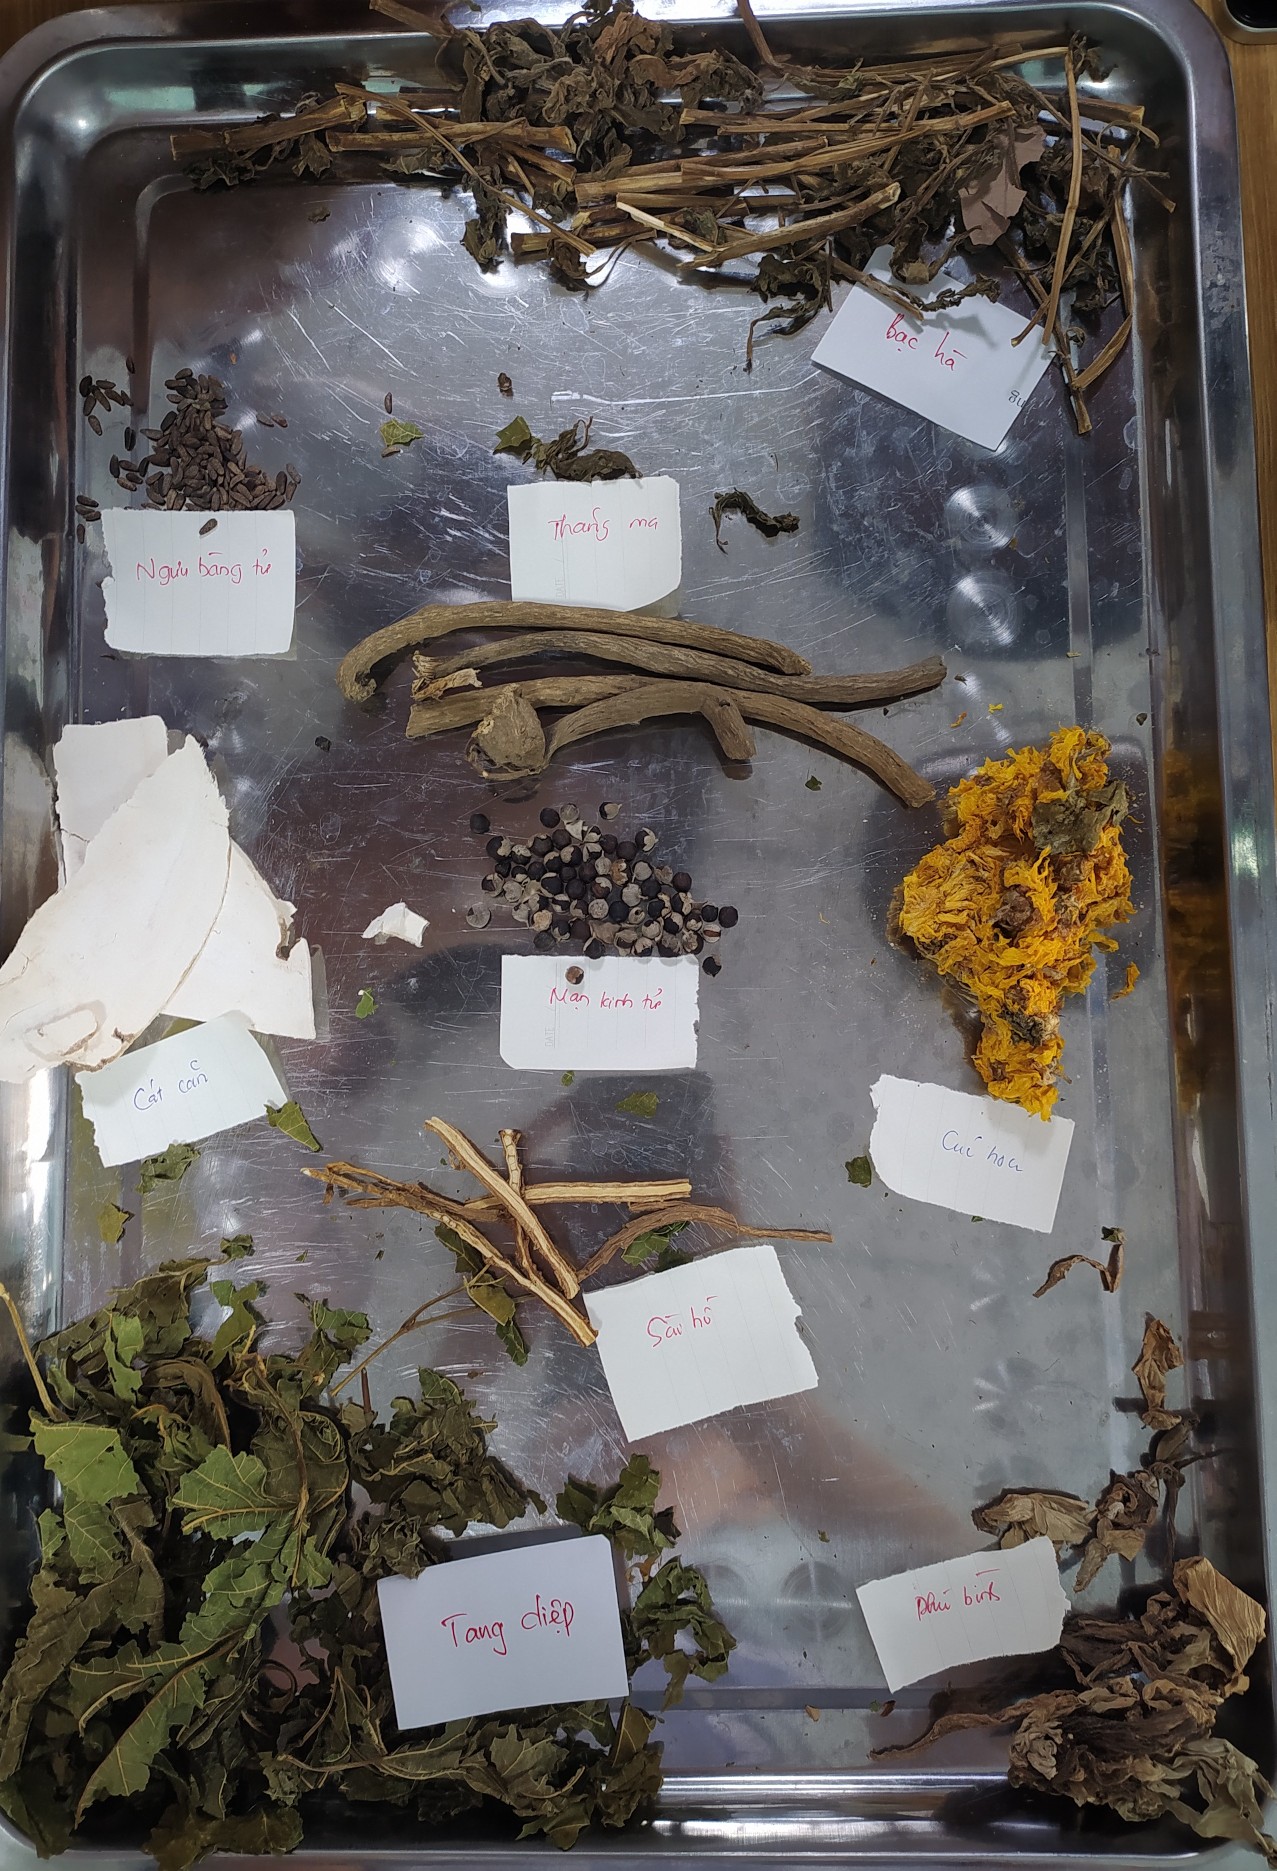 Bạc hà
Thăng ma
Ngưu bàng tử
Mạn kinh tử
Cát căn
Cúc hoa
Sài hồ
Tang diệp
Phù bình